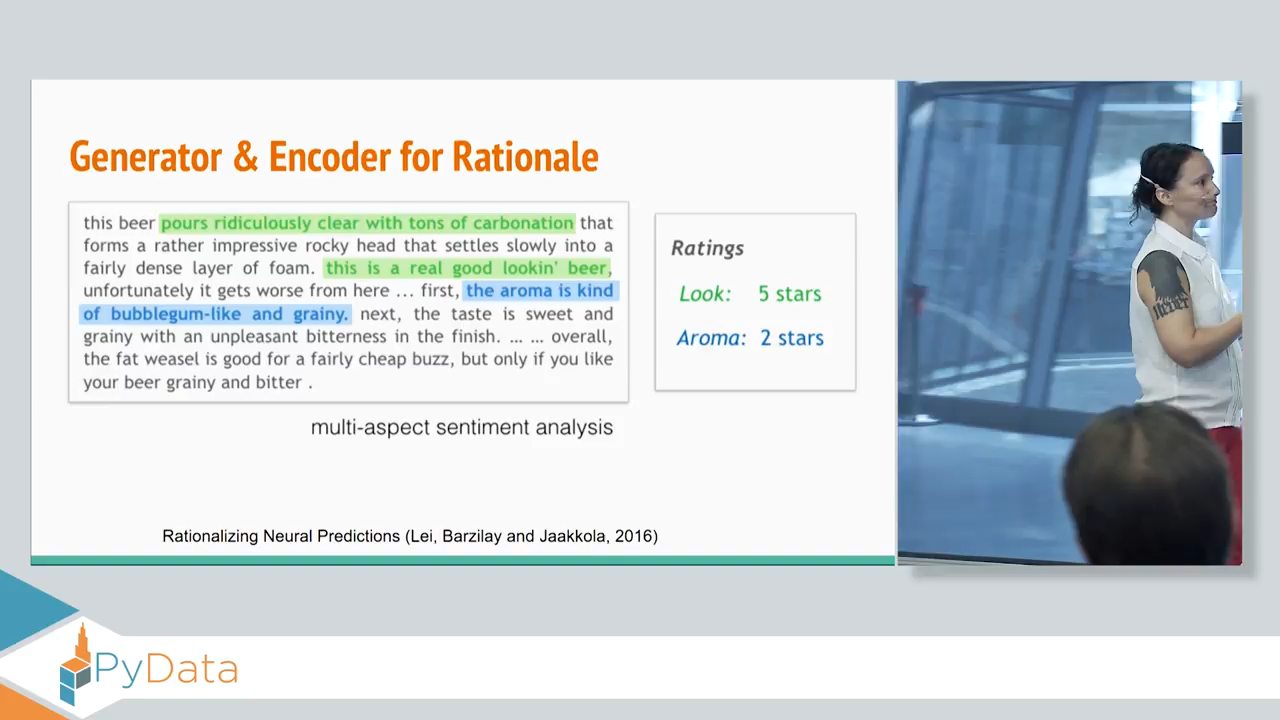 Generator & Encoder for Rationale
this beer pours ridiculously clear with tons of carbonation that
forms a rather impressive rocky head that settles slowly into a
fairly dense layer of foam. this is a real good lookin' beer,
unfortunately it gets worse from here ... first, the aroma is kind
of bubblegum-like and grainy. next, the taste is sweet and
grainy with an unpleasant bitterness in the finish. ... ... overall,
the fat weasel is good for a fairly cheap buzz, but only if you like
your beer grainy and bitter .
Ratings
Look: 5 stars
Aroma: 2 stars
multi-aspect sentiment analysis
Rationalizing Neural Predictions (Lei, Barzilay and Jaakkola, 2016)
PyData